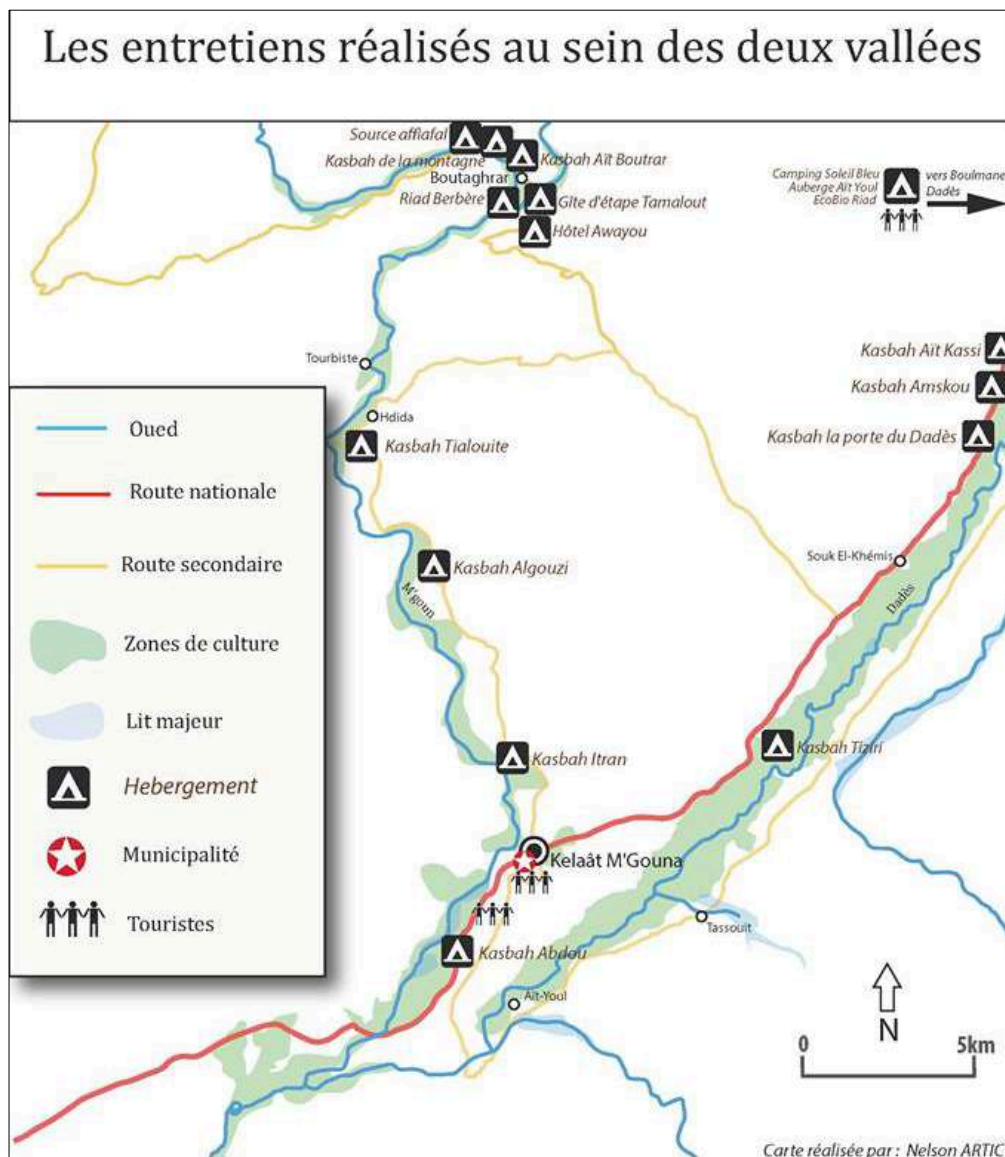 Les entretiens réalisés au sein des deux vallées
Source affiafal
Kasbah de la montagne
Kasbah Aït Boutrar
Boutaghrar
Riad Berbère
Gîte d'étape Tamalout
Hôtel Awayou
Camping Soleil Bleu
Auberge Aït Youl
EcoBio Riad
vers Boulmane
Dadès
Tourbiste
Hdida
Kasbah Tialouite
Kasbah Aït Kassi
Kasbah Amskou
Kasbah la porte du Dadès
Souk El-Khémis
Dadès
Kasbah Algouzi
M'goun
Kasbah Itran
Kasbah Tiziri
Kelaât M'Gouna
Kasbah Abdou
Tassouit
Aït-Youl
Oued
Route nationale
Route secondaire
Zones de culture
Lit majeur
Hebergement
Municipalité
Touristes
N
0 5km
Carte réalisée par : Nelson ARTIC